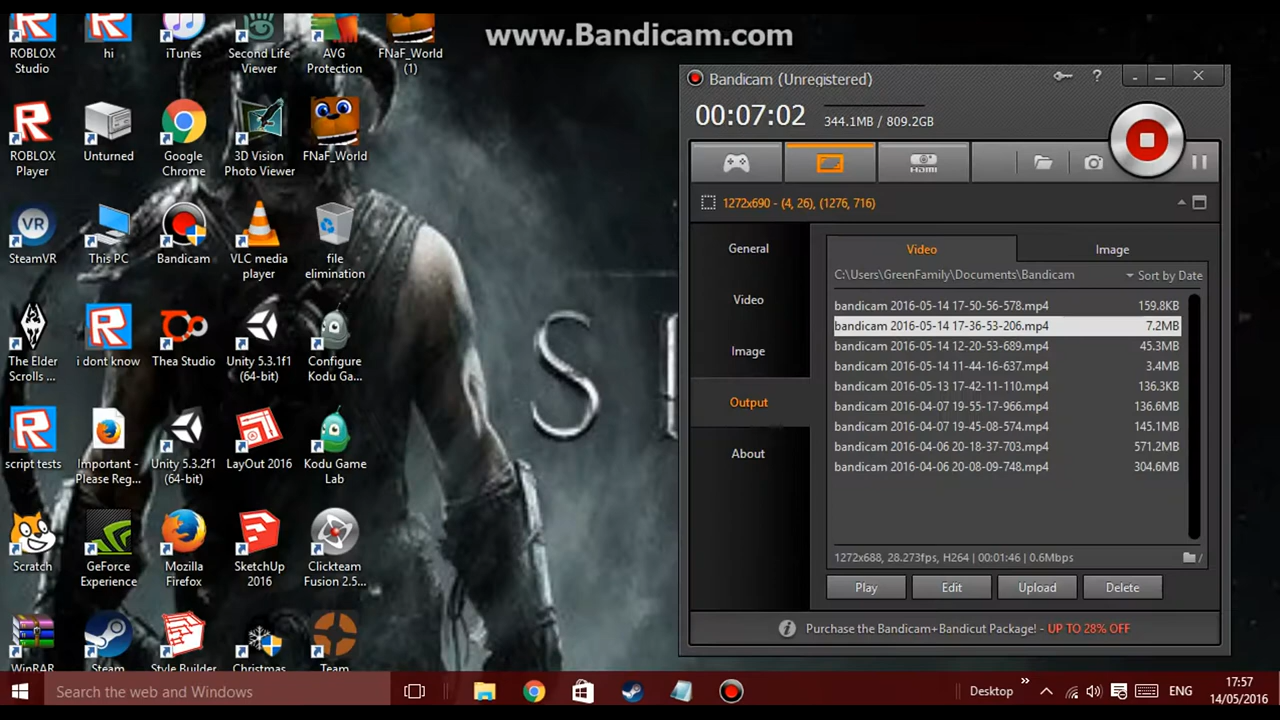 www.Bandicam.com
ROBLOX Studio
hi
iTunes
Second Life Viewer
AVG Protection
FNaF_World (1)
ROBLOX Player
Unturned
Google Chrome
3D Vision Photo Viewer
FNaF_World
SteamVR
This PC
Bandicam
VLC media player
file elimination
The Elder Scrolls ...
i dont know
Thea Studio
Unity 5.3.1f1 (64-bit)
Configure Kodu Ga...
script tests
Important - Please Reg...
Unity 5.3.2f1 (64-bit)
LayOut 2016
Kodu Game Lab
Scratch
GeForce Experience
Mozilla Firefox
SketchUp 2016
Clickteam Fusion 2.5...
WinRAR
Steam
Style Builder
Christmas
Team
S
Bandicam (Unregistered)
?
00:07:02
344.1MB / 809.2GB
HDMI
1272x690 - (4, 26), (1276, 716)
General
Video
Image
Output
About
Video
Image
C:\Users\GreenFamily\Documents\Bandicam
Sort by Date
bandicam 2016-05-14 17-50-56-578.mp4 159.8KB
bandicam 2016-05-14 17-36-53-206.mp4 7.2MB
bandicam 2016-05-14 12-20-53-689.mp4 45.3MB
bandicam 2016-05-14 11-44-16-637.mp4 3.4MB
bandicam 2016-05-13 17-42-11-110.mp4 136.3KB
bandicam 2016-04-07 19-55-17-966.mp4 136.6MB
bandicam 2016-04-07 19-45-08-574.mp4 145.1MB
bandicam 2016-04-06 20-18-37-703.mp4 571.2MB
bandicam 2016-04-06 20-08-09-748.mp4 304.6MB
1272x688, 28.273fps, H264 | 00:01:46 | 0.6Mbps
Play
Edit
Upload
Delete
Purchase the Bandicam+Bandicut Package! - UP TO 28% OFF
Search the web and Windows
Desktop
ENG
17:57
14/05/2016